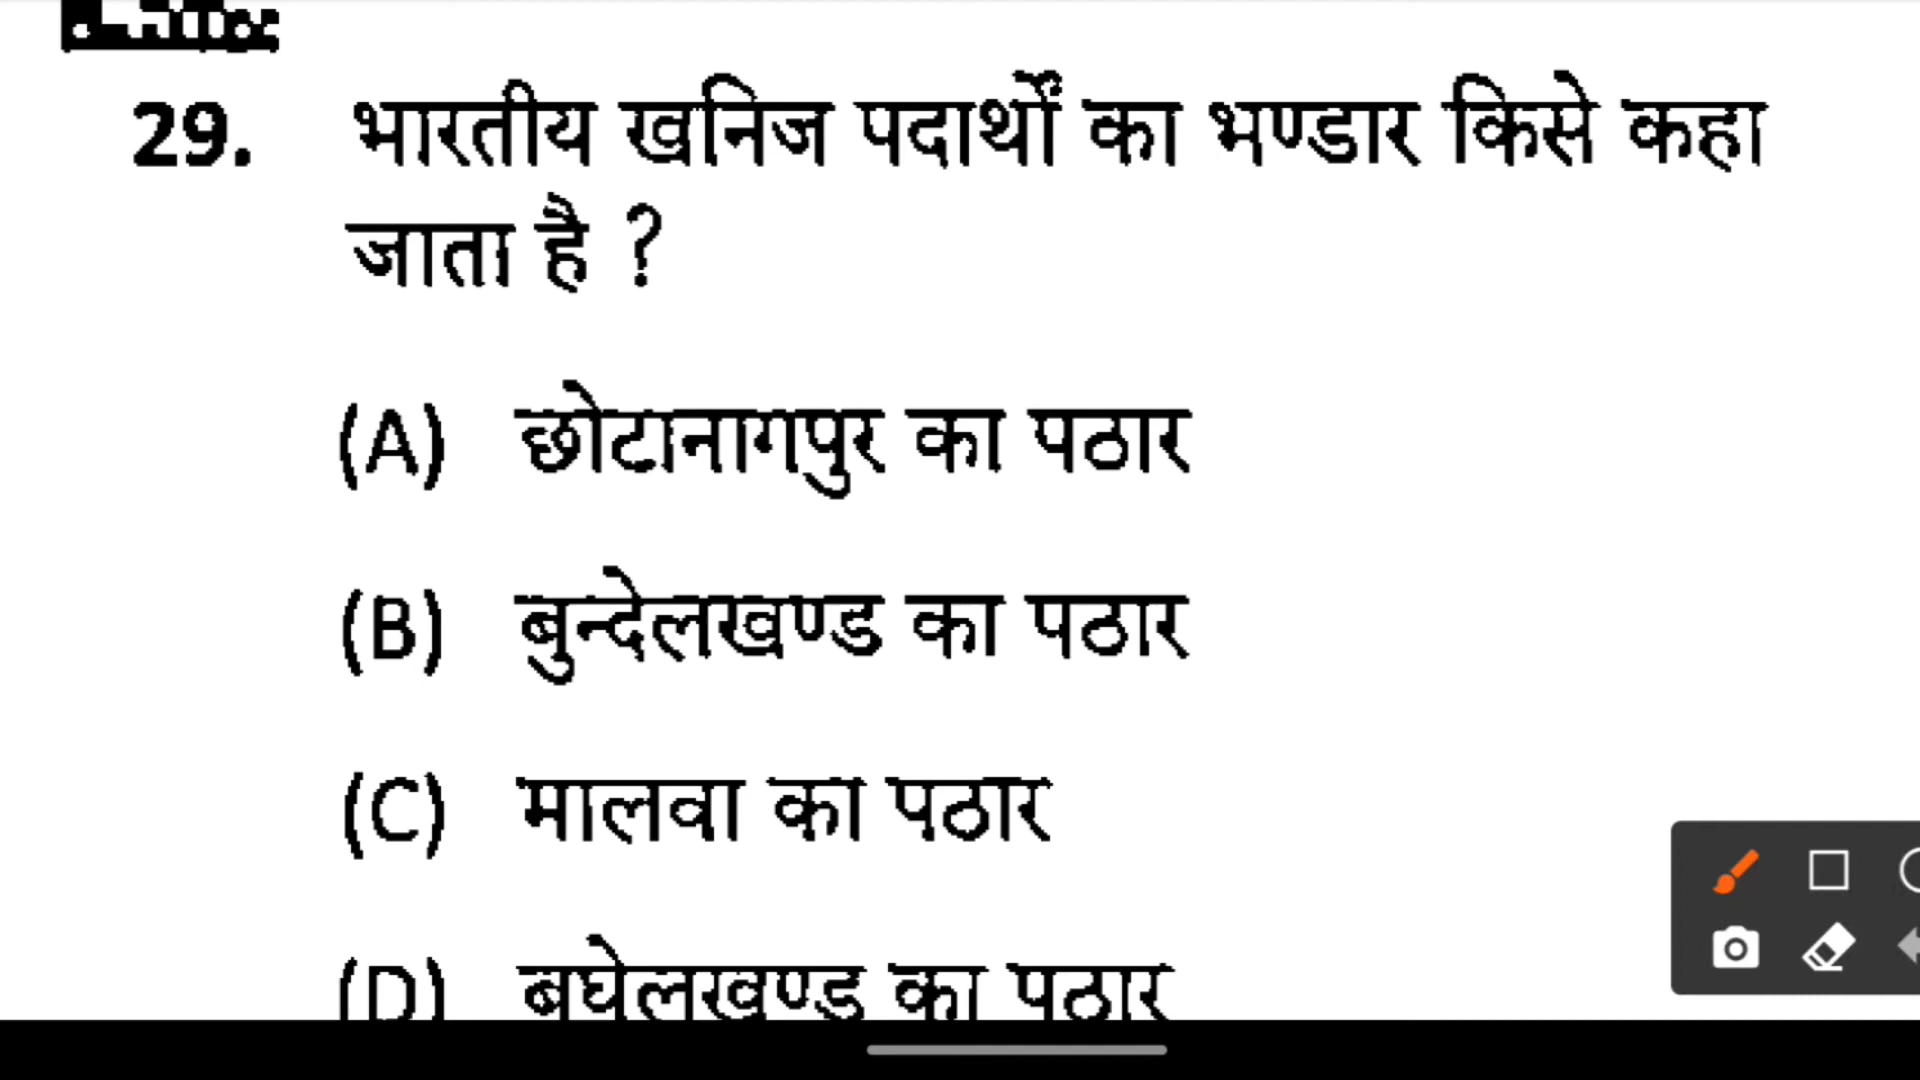 29. भारतीय खनिज पदार्थों का भण्डार किसे कहा
जाता है ?
(A) छोटानागपुर का पठार
(B) बुन्देलखण्ड का पठार
(C) मालवा का पठार
(D) बघेलखण्ड का पठार